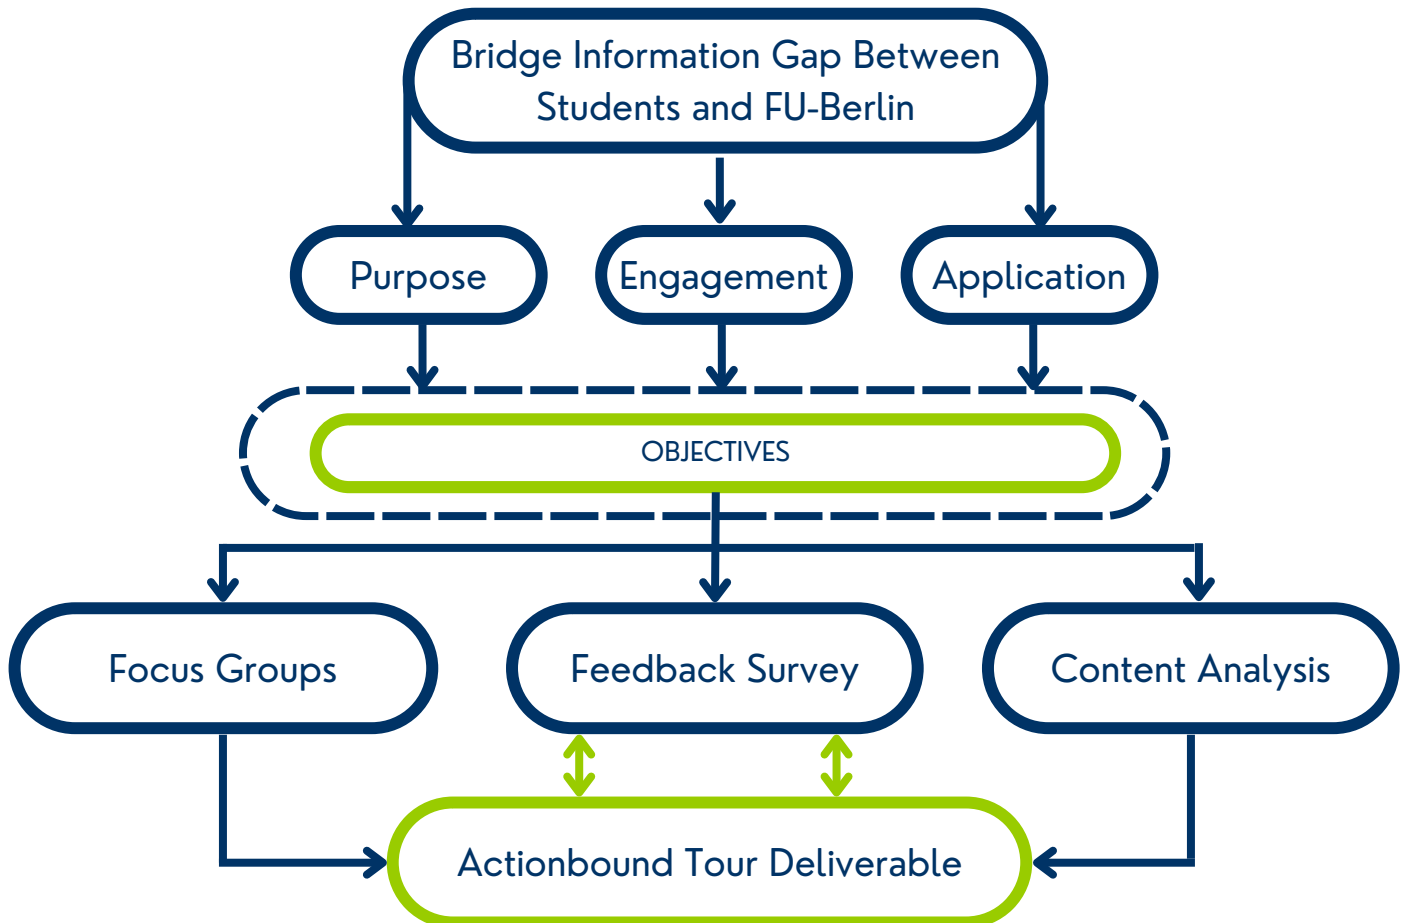 Bridge Information Gap Between
Students and FU-Berlin
Purpose
Engagement
Application
OBJECTIVES
Focus Groups
Feedback Survey
Content Analysis
Actionbound Tour Deliverable